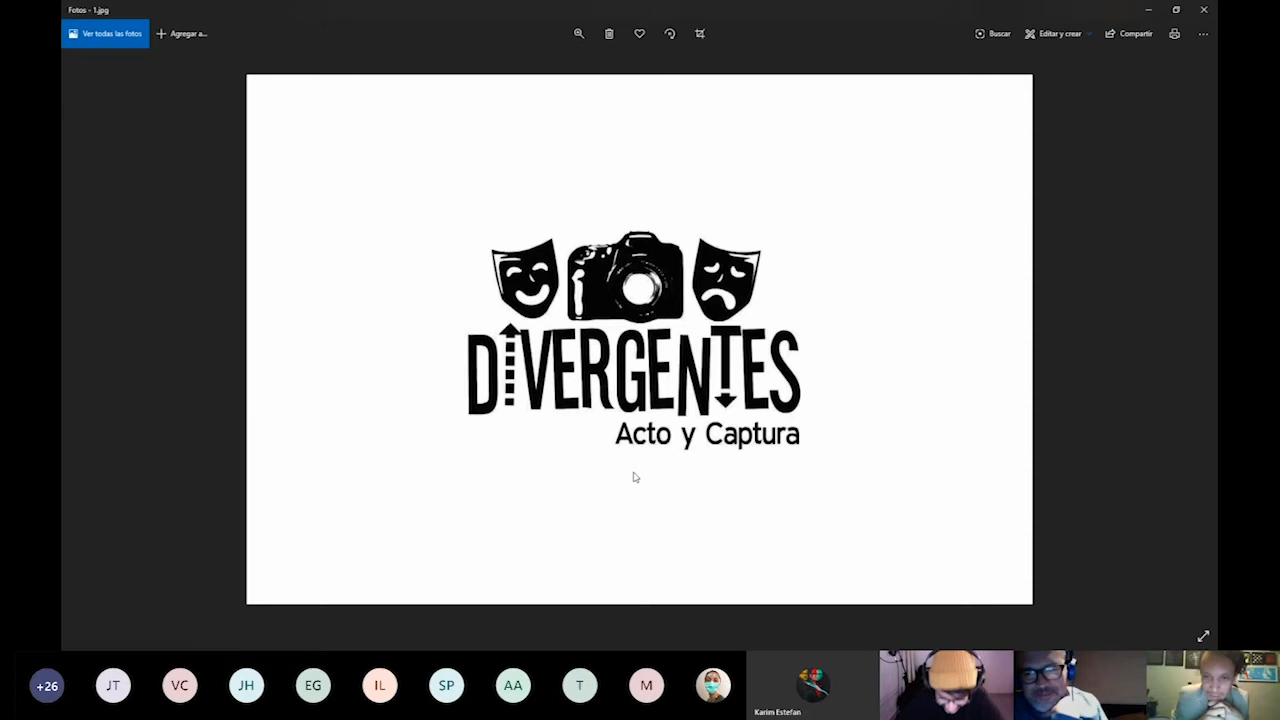 Fotos - 1.jpg
Ver todas las fotos
Agregar a...
Buscar
Editar y crear
Compartir
DIVERGENTES
Acto y Captura
+26
JT
VC
JH
EG
IL
SP
AA
T
M
Karim Estefan